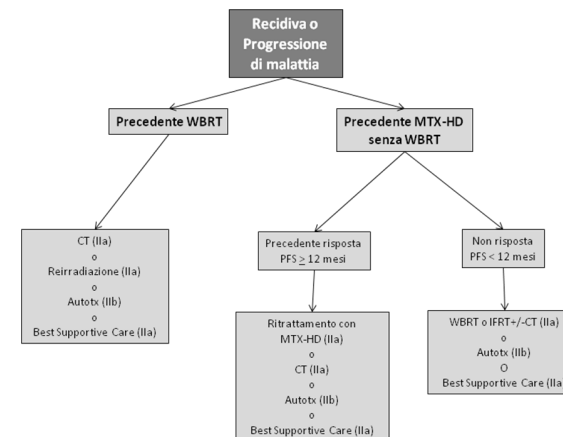 Recidiva o
Progressione
di malattia
Precedente WBRT
Precedente MTX-HD
senza WBRT
CT (IIa)
o
Reirradiazione (IIa)
o
Autotx (IIb)
o
Best Supportive Care (IIa)
Precedente risposta
PFS ≥ 12 mesi
Non risposta
PFS < 12 mesi
Ritrattamento con
MTX-HD (IIa)
o
CT (IIa)
o
Autotx (IIb)
o
Best Supportive Care (IIa)
WBRT o IFRT+/-CT (IIa)
o
Autotx (IIb)
O
Best Supportive Care (IIa)